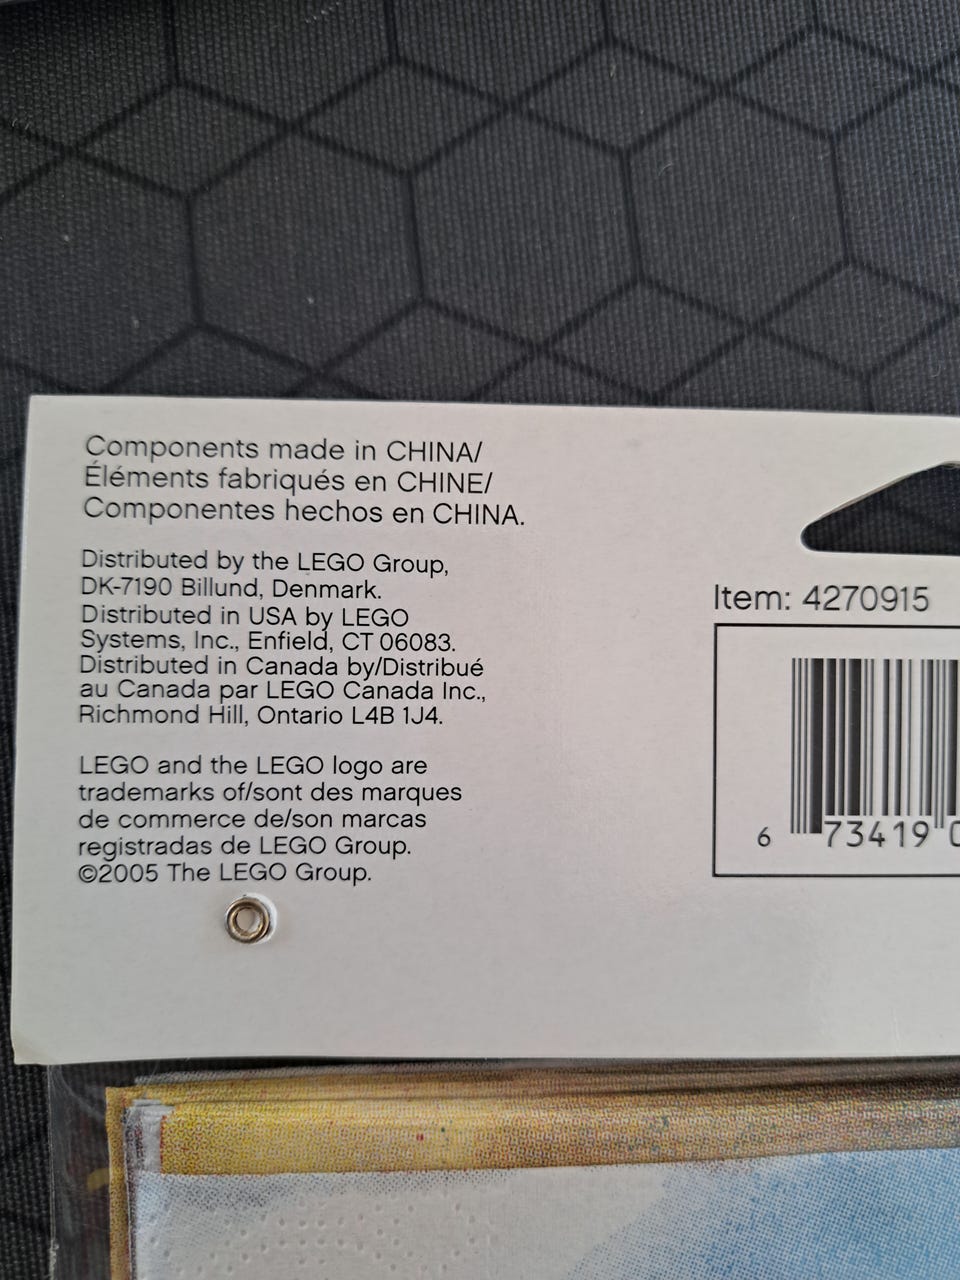 Components made in CHINA/
Éléments fabriqués en CHINE/
Componentes hechos en CHINA.
Distributed by the LEGO Group,
DK-7190 Billund, Denmark.
Distributed in USA by LEGO
Systems, Inc., Enfield, CT 06083.
Distributed in Canada by/Distribué
au Canada par LEGO Canada Inc.,
Richmond Hill, Ontario L4B 1J4.
LEGO and the LEGO logo are
trademarks of/sont des marques
de commerce de/son marcas
registradas de LEGO Group.
©2005 The LEGO Group.
Item: 4270915
6 73419 0